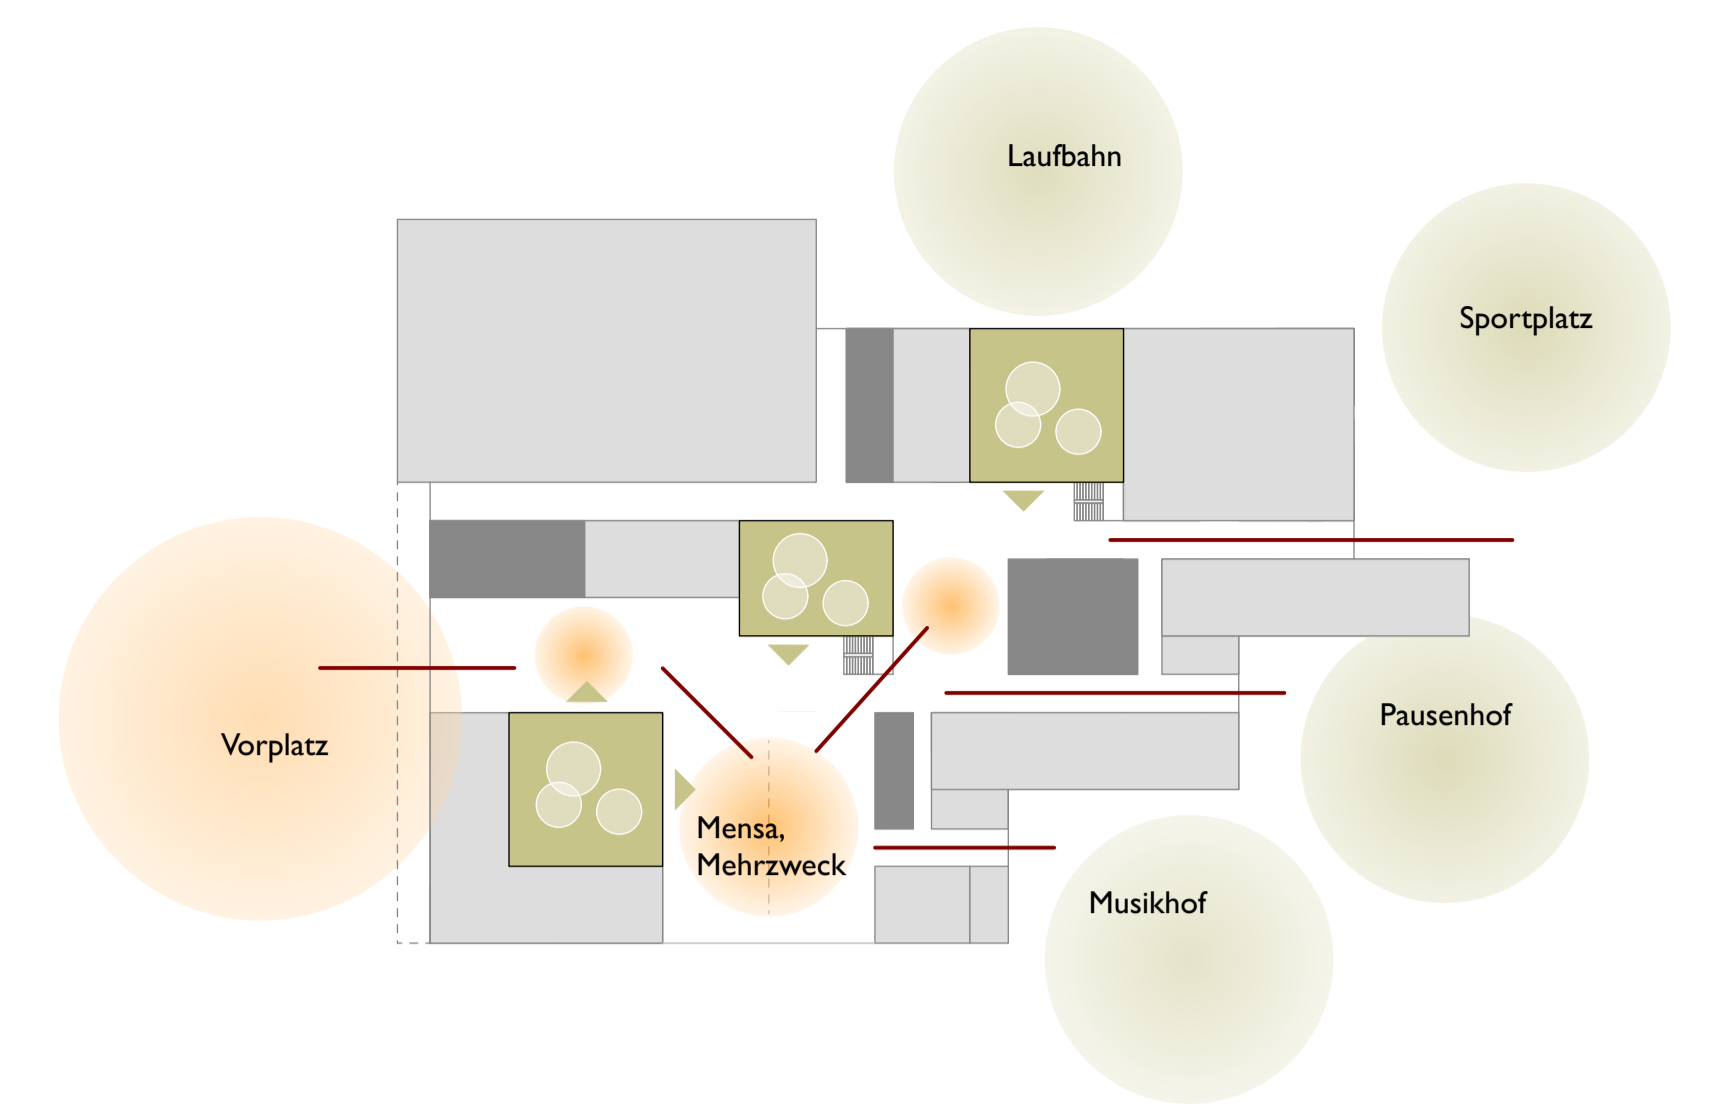 Laufbahn
Sportplatz
Vorplatz
Pausenhof
Mensa,
Mehrzweck
Musikhof